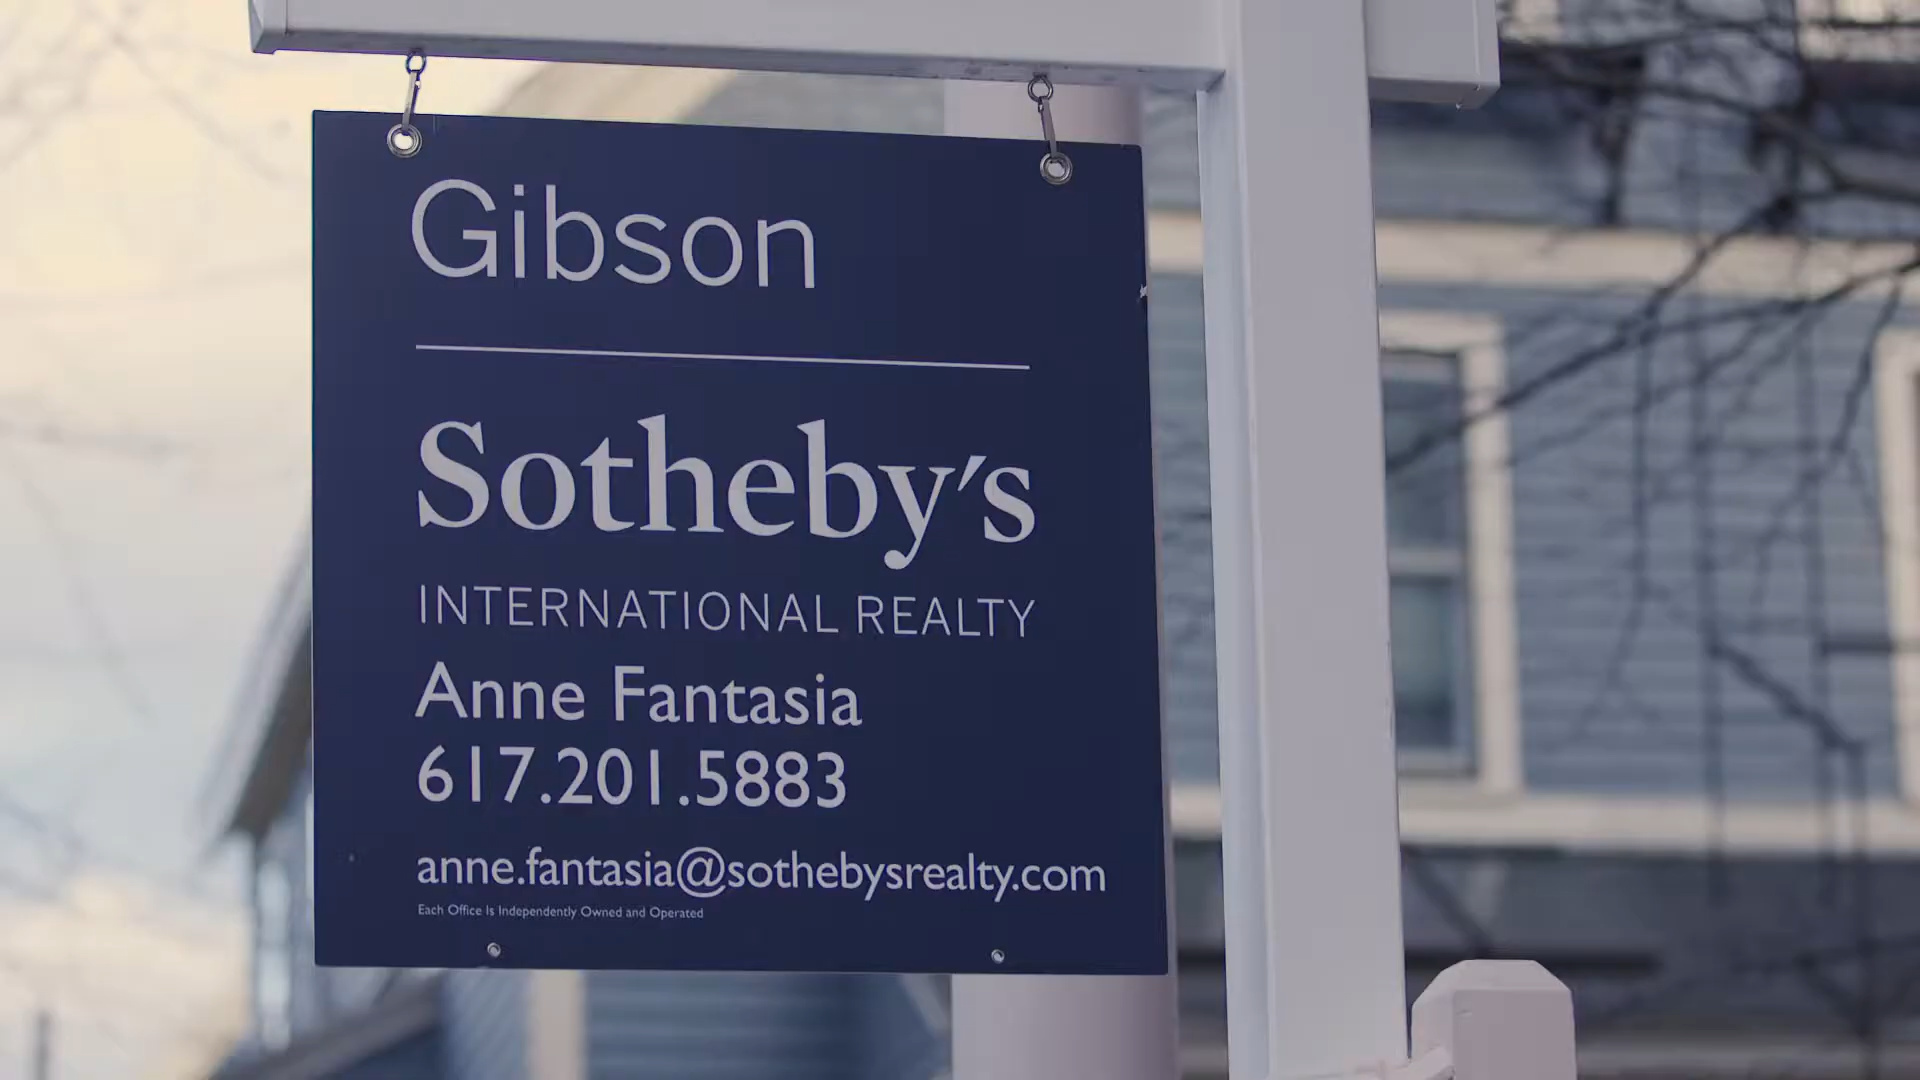 Gibson
Sotheby's
INTERNATIONAL REALTY
Anne Fantasia
617.201.5883
anne.fantasia@sothebysrealty.com
Each Office Is Independently Owned and Operated